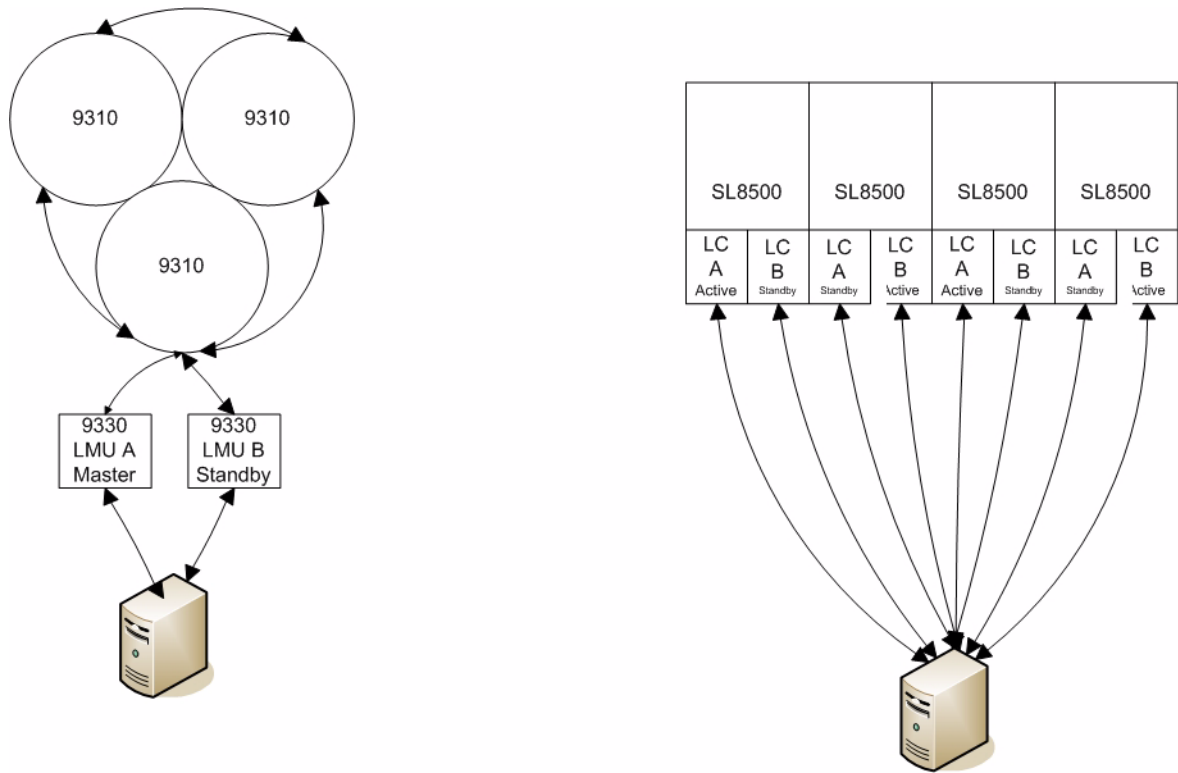 9310
9310
9310
9330
LMU A
Master
9330
LMU B
Standby
SL8500
SL8500
SL8500
SL8500
LC
A
Active
LC
B
Standby
LC
A
Standby
LC
B
Active
LC
A
Active
LC
B
Standby
LC
A
Standby
LC
B
Active